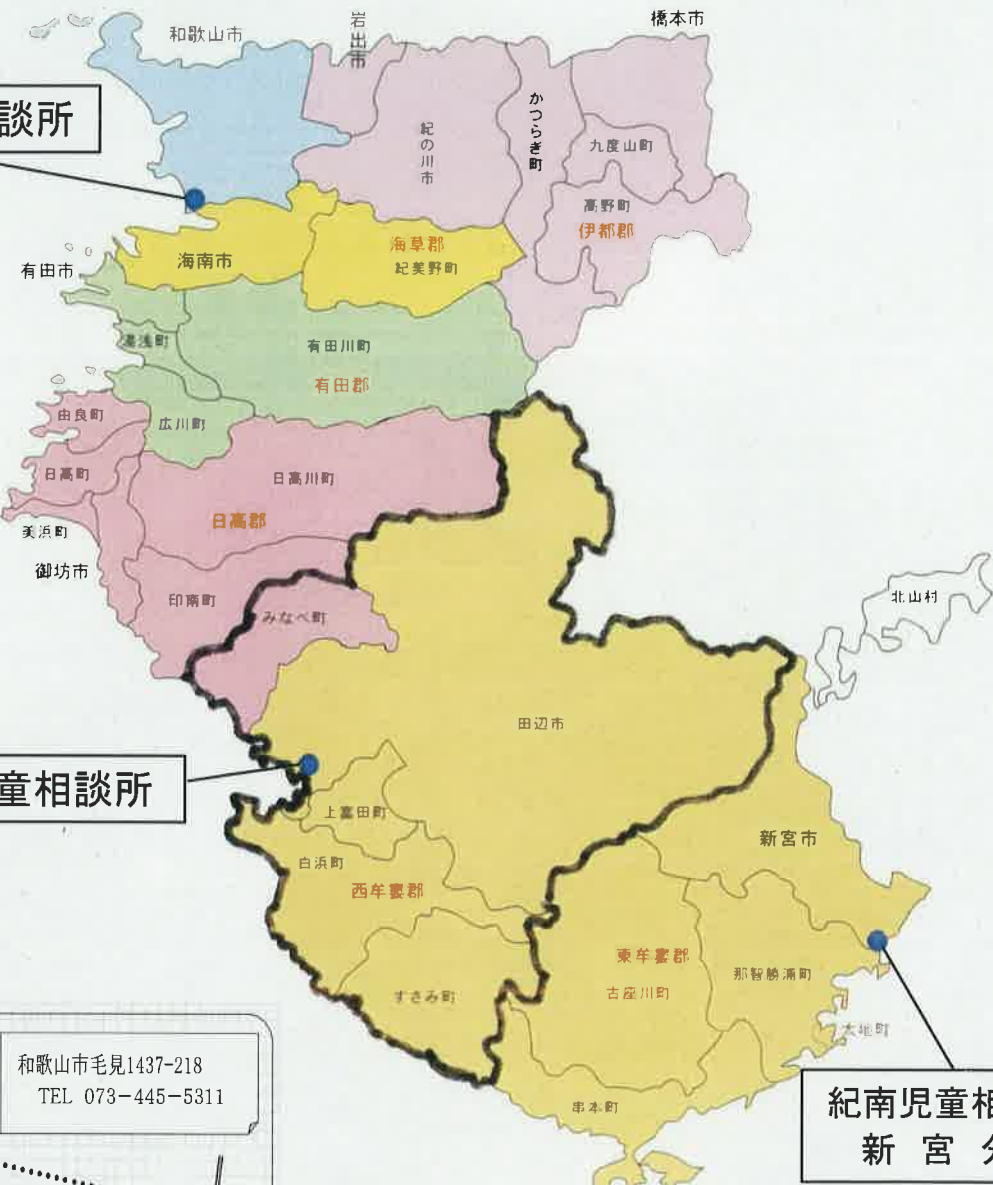 和歌山市
岩出市
橋本市
談所
かつらぎ町
紀の川市
九度山町
高野町
伊都郡
海草郡
紀美野町
海南市
有田市
湯浅町
有田川町
有田郡
由良町
広川町
日高町
日高川町
日高郡
美浜町
御坊市
印南町
みなべ町
北山村
田辺市
童相談所
上富田町
新宮市
白浜町
西牟婁郡
東牟婁郡
那智勝浦町
すさみ町
古座川町
太地町
和歌山市毛見1437-218
TEL 073-445-5311
串本町
紀南児童相
新宮分